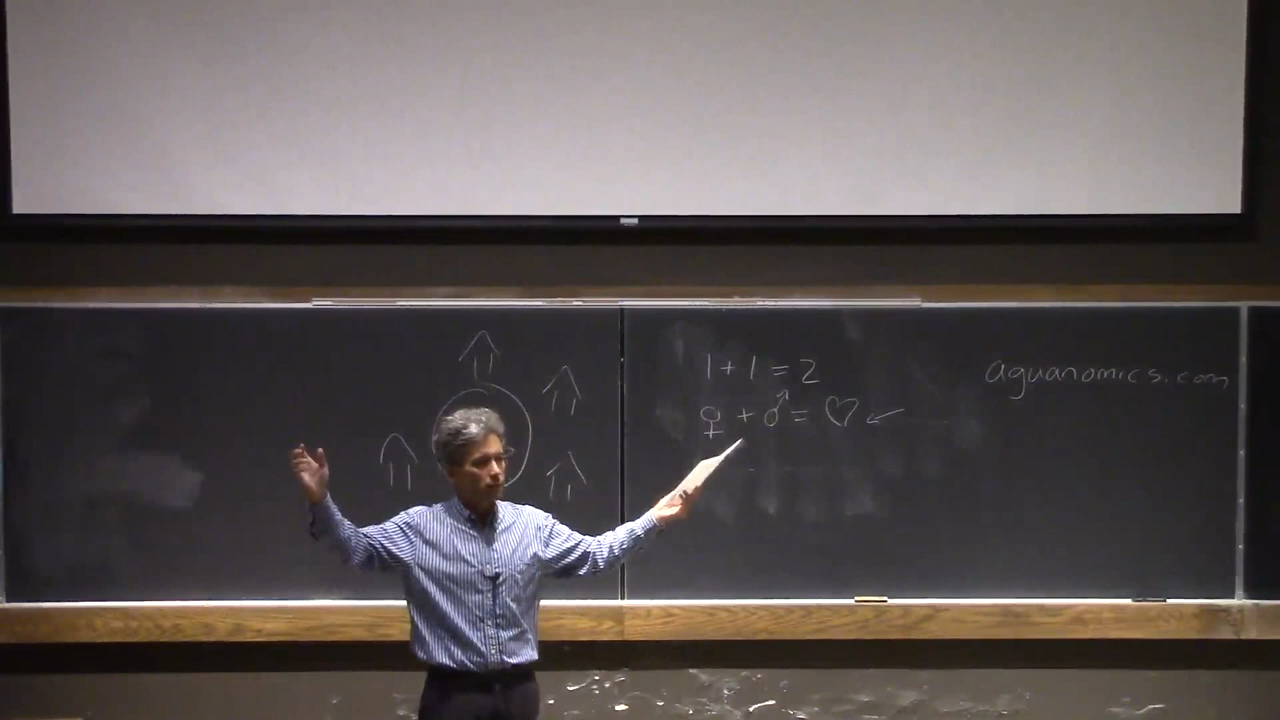 1 + 1 = 2
♀ + ♂ = ♡ ↙
aguanomics.com